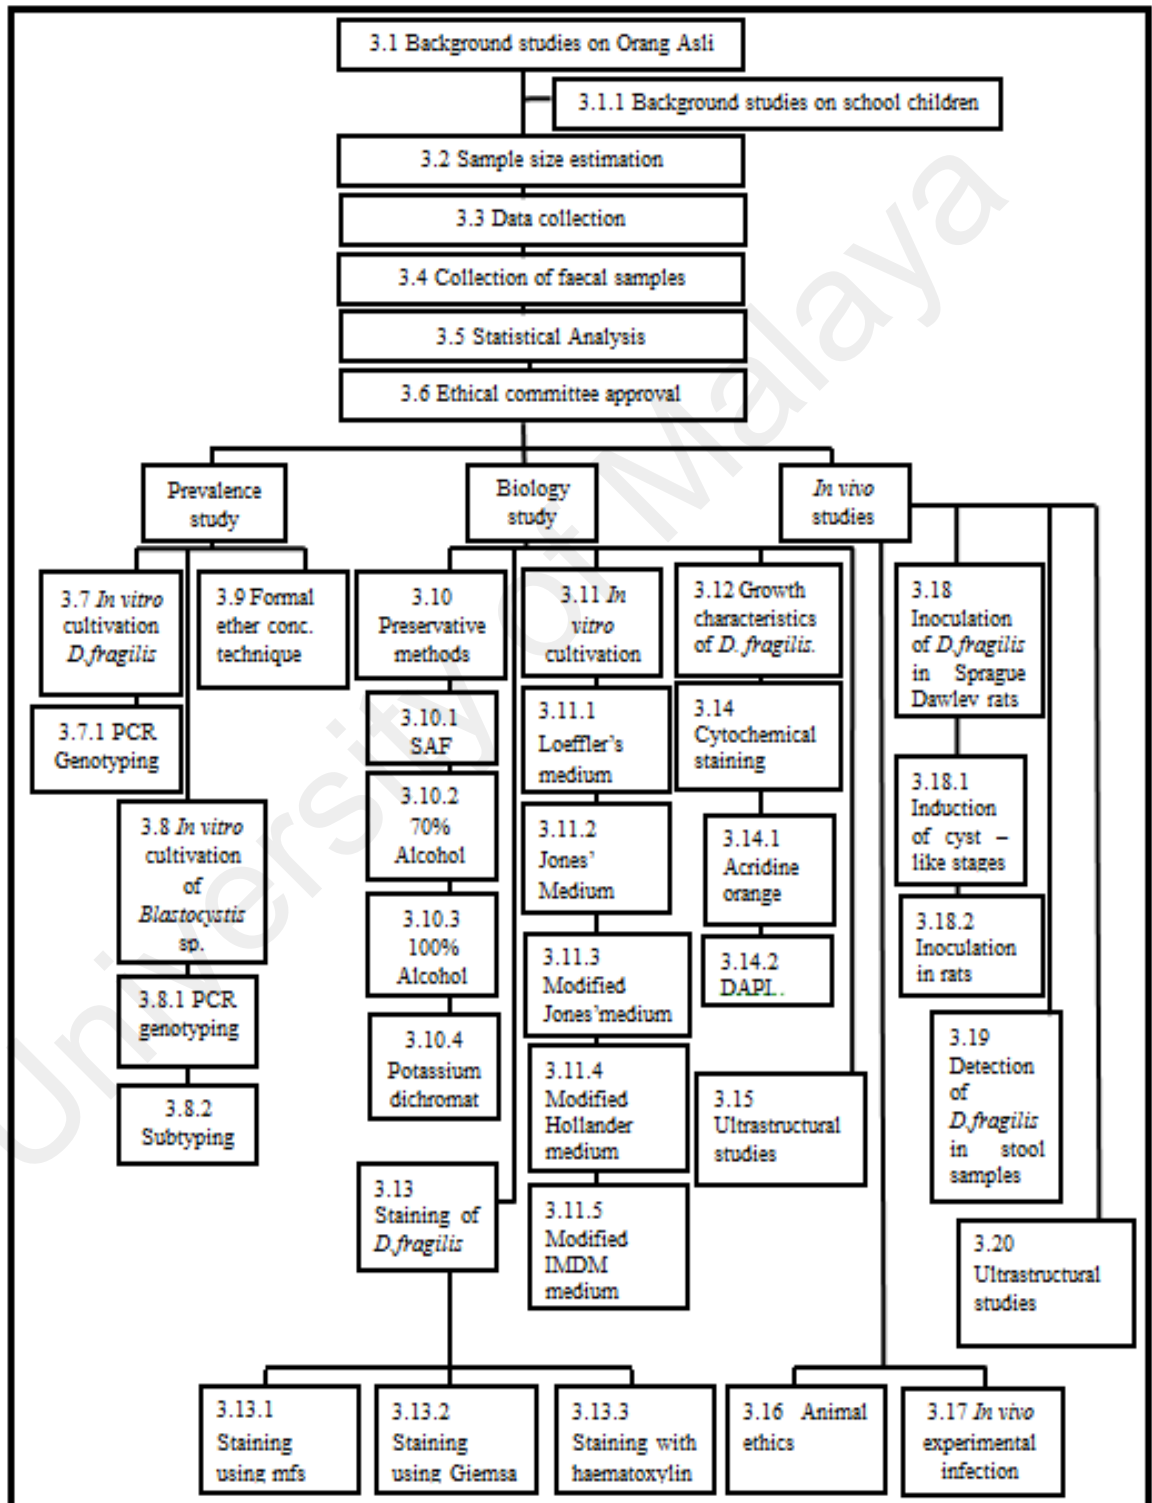 3.1 Background studies on Orang Asli
3.1.1 Background studies on school children
3.2 Sample size estimation
3.3 Data collection
3.4 Collection of faecal samples
3.5 Statistical Analysis
3.6 Ethical committee approval
Prevalence
study
Biology
study
In vivo
studies
3.7 In vitro
cultivation
D.fragilis
3.7.1 PCR
Genotyping
3.9 Formal
ether conc.
technique
3.8 In vitro
cultivation
of
Blastocystis
sp.
3.8.1 PCR
genotyping
3.8.2
Subtyping
3.10
Preservative
methods
3.10.1
SAF
3.10.2
70%
Alcohol
3.10.3
100%
Alcohol
3.10.4
Potassium
dichromat
3.11 In
vitro
cultivation
3.11.1
Loeffler's
medium
3.11.2
Jones'
Medium
3.11.3
Modified
Jones'medium
3.11.4
Modified
Hollander
medium
3.11.5
Modified
IMDM
medium
3.12 Growth
characteristics
of D. fragilis.
3.14
Cytochemical
staining
3.14.1
Acridine
orange
3.14.2
DAPI. .
3.15
Ultrastructural
studies
3.13
Staining of
D.fragilis
3.13.1
Staining
using mfs
3.13.2
Staining
using Giemsa
3.13.3
Staining with
haematoxylin
3.16 Animal
ethics
3.17 In vivo
experimental
infection
3.18
Inoculation
of D.fragilis
in Sprague
Dawley rats
3.18.1
Induction
of cyst –
like stages
3.18.2
Inoculation
in rats
3.19
Detection
of
D.fragilis
in stool
samples
3.20
Ultrastructural
studies
University of Malaya